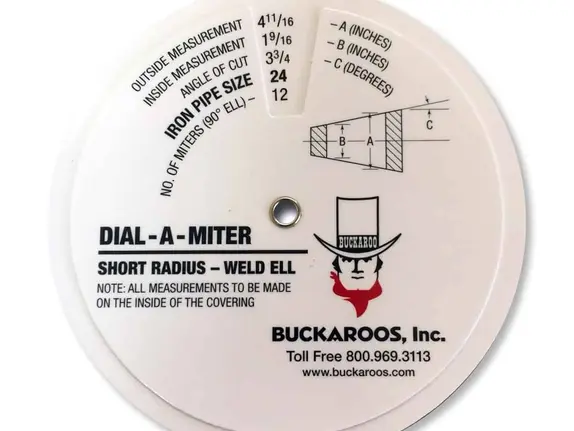 OUTSIDE MEASUREMENT 4 11/16 – A (INCHES)
INSIDE MEASUREMENT 1 9/16 – B (INCHES)
ANGLE OF CUT 3 3/4 – C (DEGREES)
IRON PIPE SIZE 24
NO. OF MITERS (90° ELL) – 12
C
B A
BUCKAROO
DIAL-A-MITER
SHORT RADIUS – WELD ELL
NOTE: ALL MEASUREMENTS TO BE MADE
ON THE INSIDE OF THE COVERING
BUCKAROOS, Inc.
Toll Free 800.969.3113
www.buckaroos.com